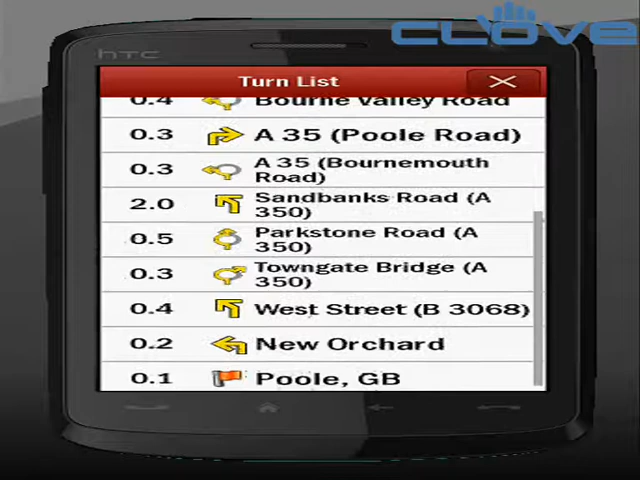 CLOVE
hTC
Turn List
0.4 Bourne Valley Road
0.3 A 35 (Poole Road)
0.3 A 35 (Bournemouth
Road)
2.0 Sandbanks Road (A
350)
0.5 Parkstone Road (A
350)
0.3 Towngate Bridge (A
350)
0.4 West Street (B 3068)
0.2 New Orchard
0.1 Poole, GB